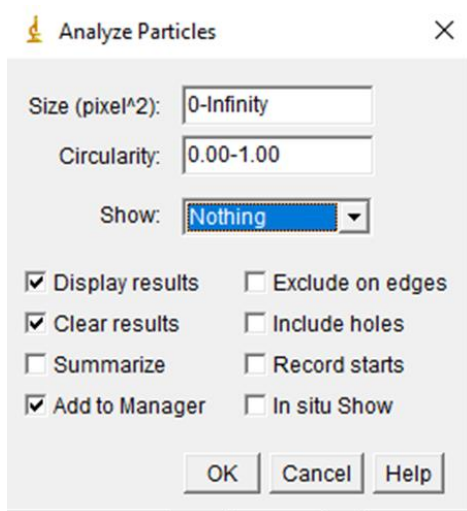 Analyze Particles
Size (pixel^2): 0-Infinity
Circularity: 0.00-1.00
Show: Nothing
Display results Exclude on edges
Clear results Include holes
Summarize Record starts
Add to Manager In situ Show
OK Cancel Help